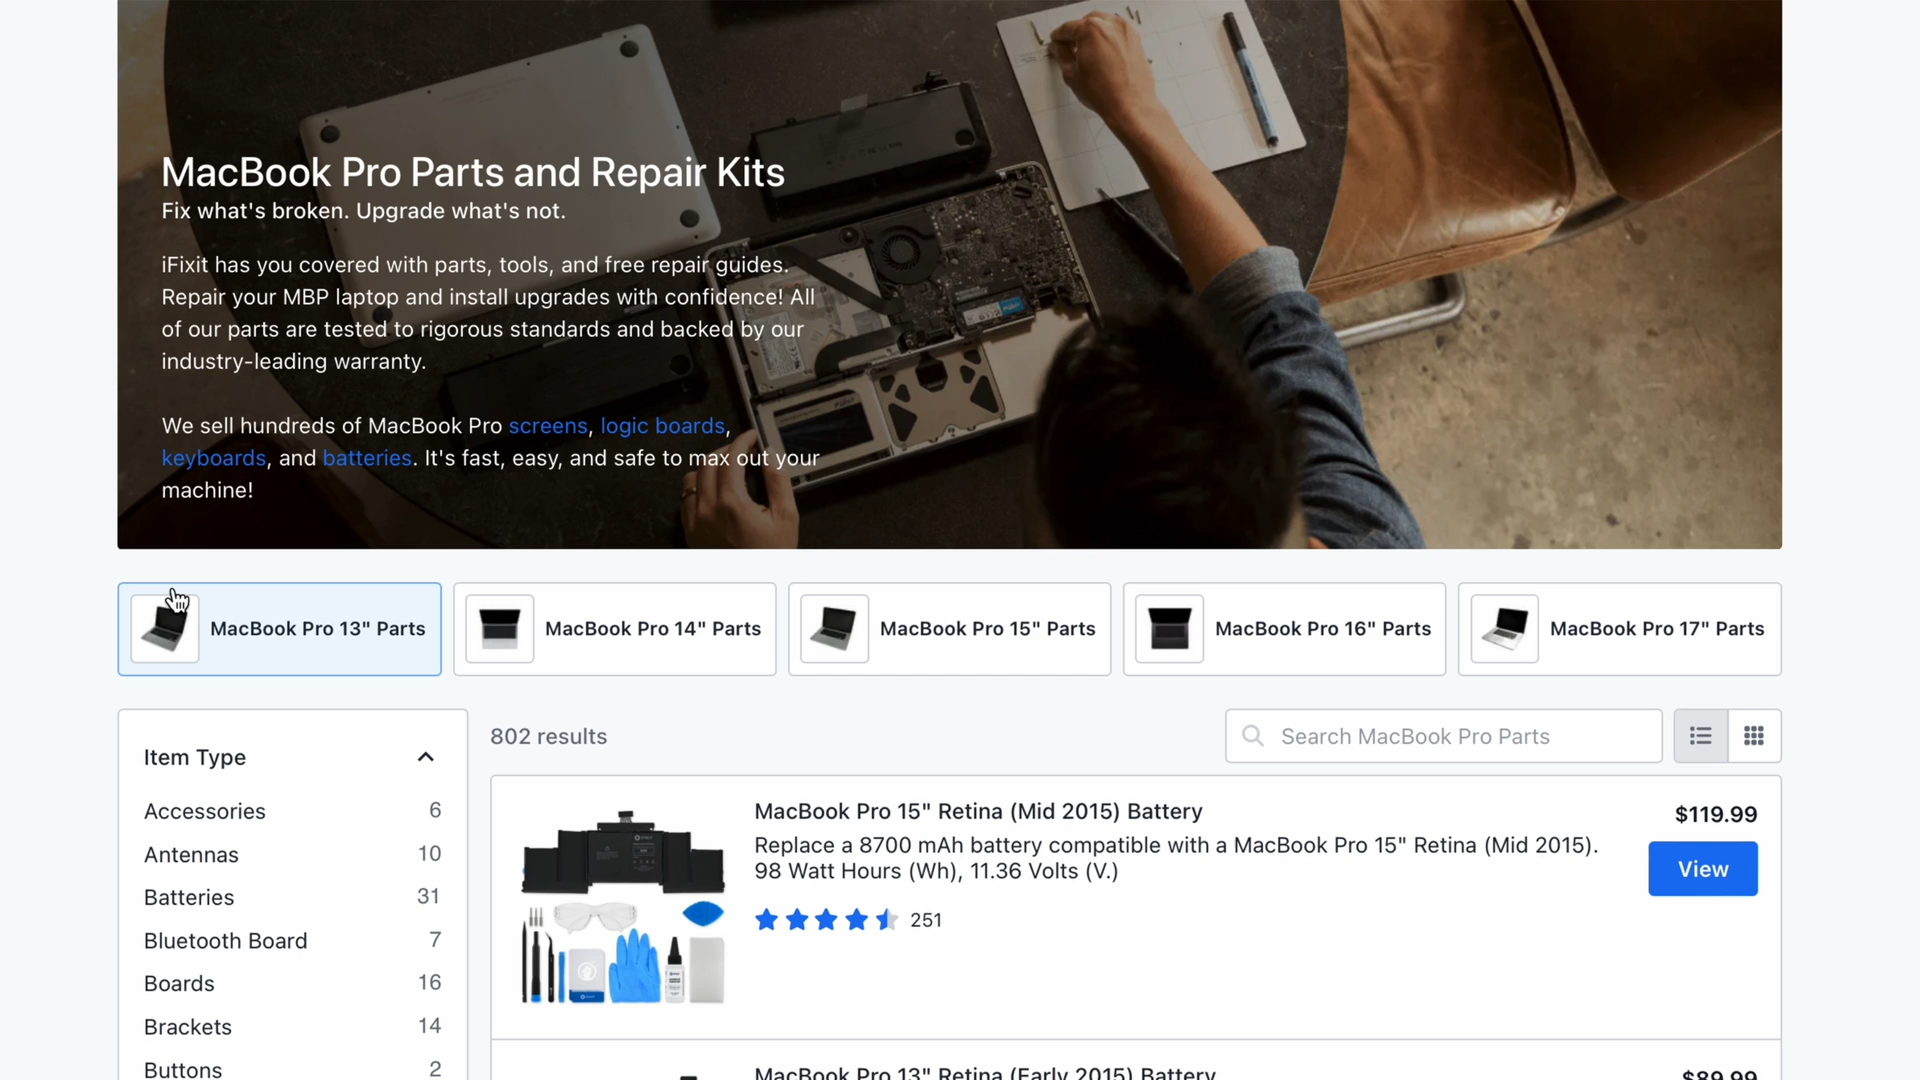 MacBook Pro Parts and Repair Kits
Fix what's broken. Upgrade what's not.
iFixit has you covered with parts, tools, and free repair guides.
Repair your MBP laptop and install upgrades with confidence! All
of our parts are tested to rigorous standards and backed by our
industry-leading warranty.
We sell hundreds of MacBook Pro screens, logic boards,
keyboards, and batteries. It's fast, easy, and safe to max out your
machine!
MacBook Pro 13" Parts
MacBook Pro 14" Parts
MacBook Pro 15" Parts
MacBook Pro 16" Parts
MacBook Pro 17" Parts
Item Type
Accessories 6
Antennas 10
Batteries 31
Bluetooth Board 7
Boards 16
Brackets 14
Buttons 2
802 results
Search MacBook Pro Parts
MacBook Pro 15" Retina (Mid 2015) Battery
$119.99
Replace a 8700 mAh battery compatible with a MacBook Pro 15" Retina (Mid 2015).
98 Watt Hours (Wh), 11.36 Volts (V.)
View
251
MacBook Pro 13" Retina (Early 2015) Battery
$89.99